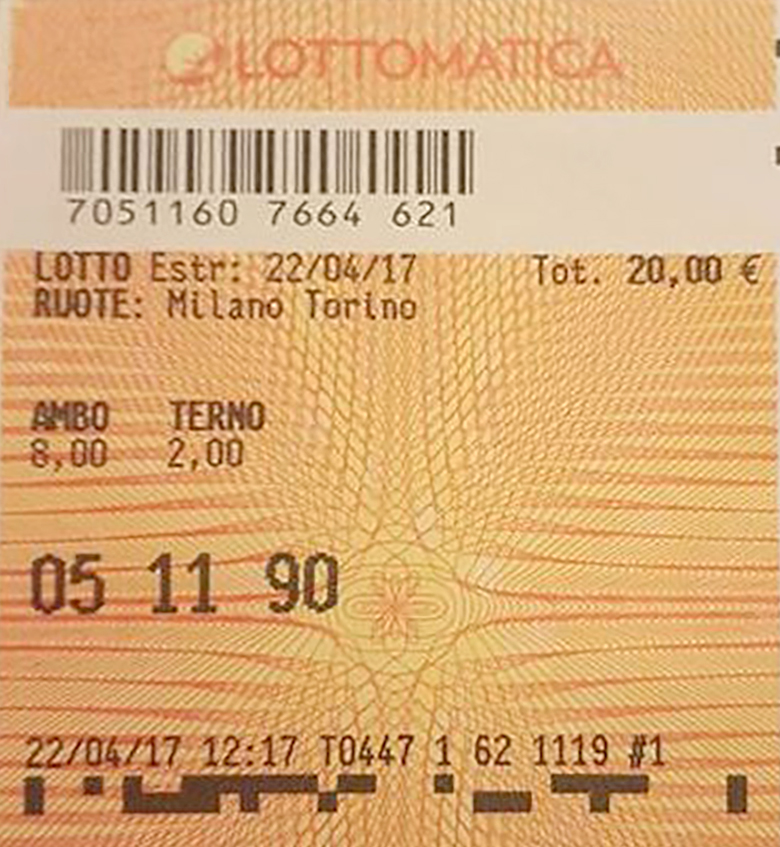 LOTTOMATICA
7051160 7664 621
LOTTO Estr: 22/04/17 Tot. 20,00 €
RUOTE: Milano Torino
AMBO TERNO
8,00 2,00
05 11 90
22/04/17 12:17 T0447 1 62 1119 #1